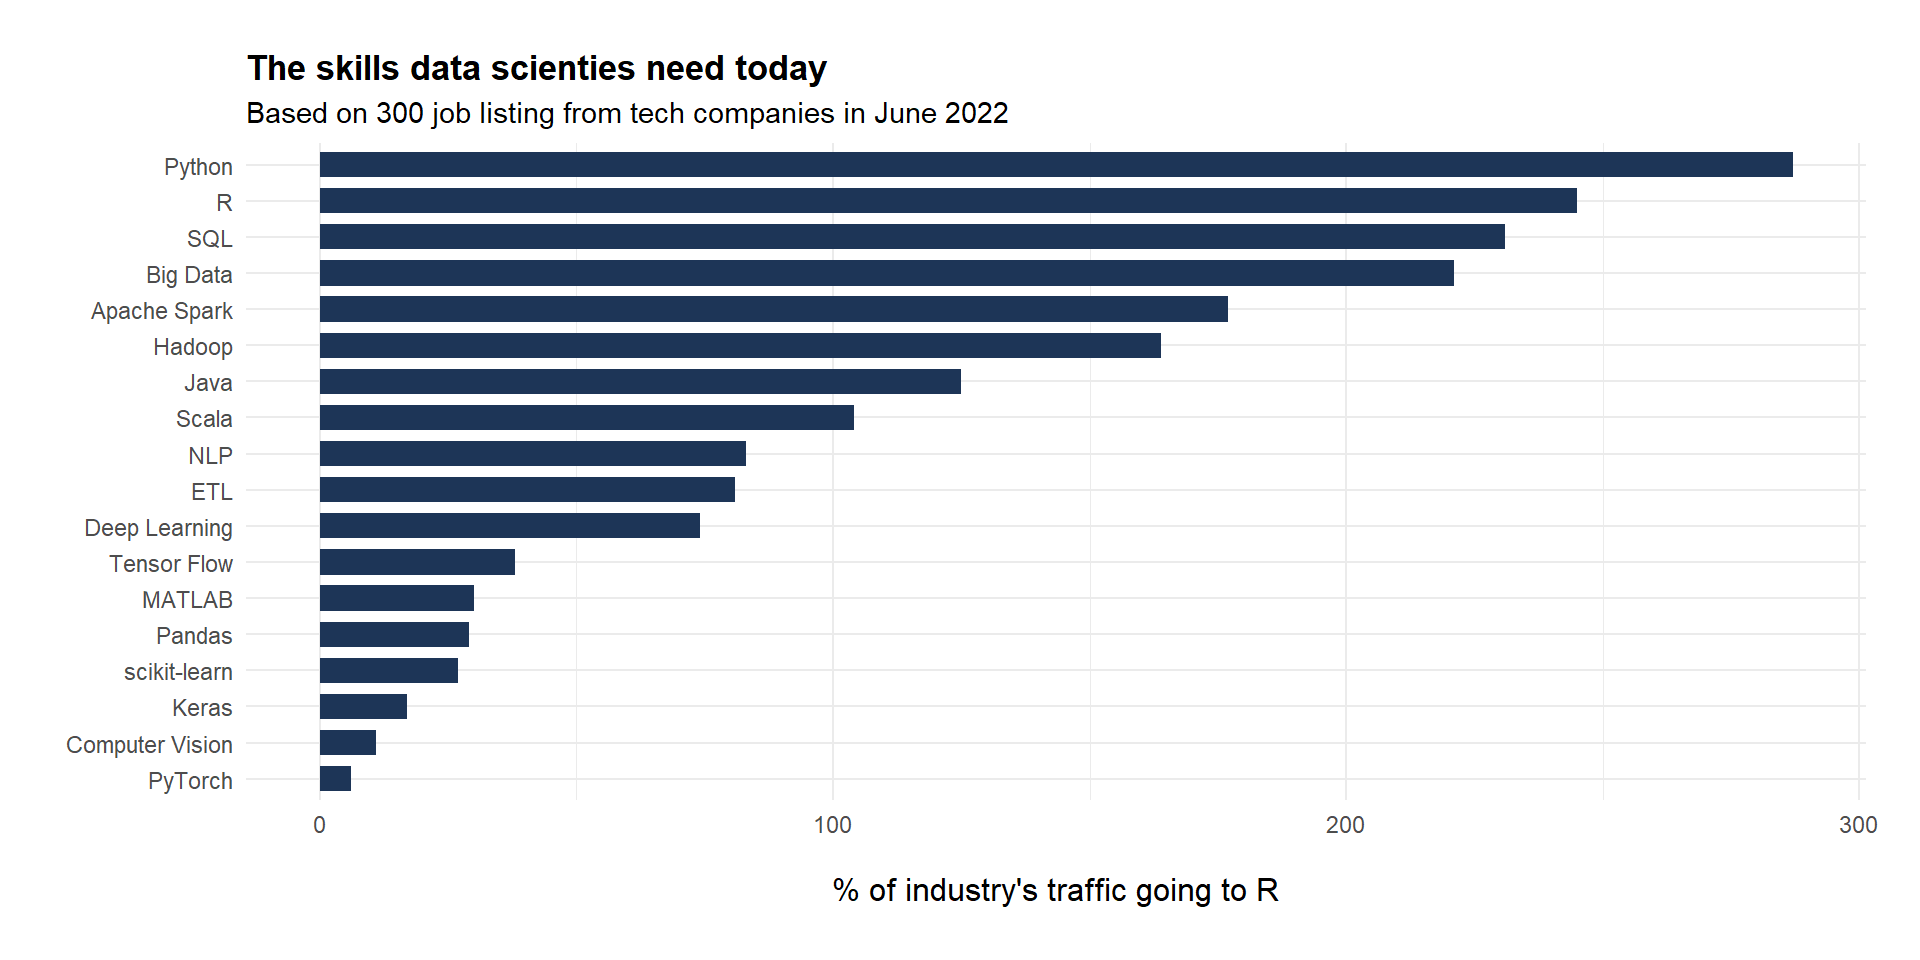 The skills data scienties need today
Based on 300 job listing from tech companies in June 2022
Python
R
SQL
Big Data
Apache Spark
Hadoop
Java
Scala
NLP
ETL
Deep Learning
Tensor Flow
MATLAB
Pandas
scikit-learn
Keras
Computer Vision
PyTorch
0 100 200 300
% of industry's traffic going to R